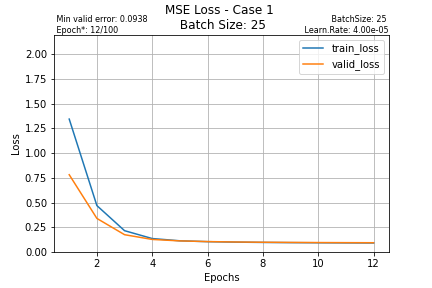 MSE Loss - Case 1
Batch Size: 25
Min valid error: 0.0938
Epoch*: 12/100
BatchSize: 25
Learn.Rate: 4.00e-05
train_loss
valid_loss
2.00
1.75
1.50
1.25
1.00
0.75
0.50
0.25
0.00
Loss
2 4 6 8 10 12
Epochs